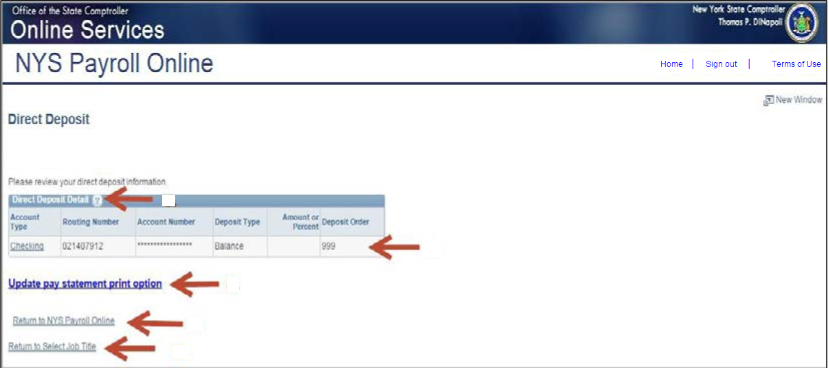 Office of the State Comptroller
Online Services
New York State Comptroller
Thomas P. DiNapoli
NYS Payroll Online
Home | Sign out | Terms of Use
New Window
Direct Deposit
Please review your direct deposit information.
Direct Deposit Detail ?
Account Type Routing Number Account Number Deposit Type Amount or Percent Deposit Order
Checking 021407912 ***************** Balance 999
Update pay statement print option
Return to NYS Payroll Online
Return to Select Job Title